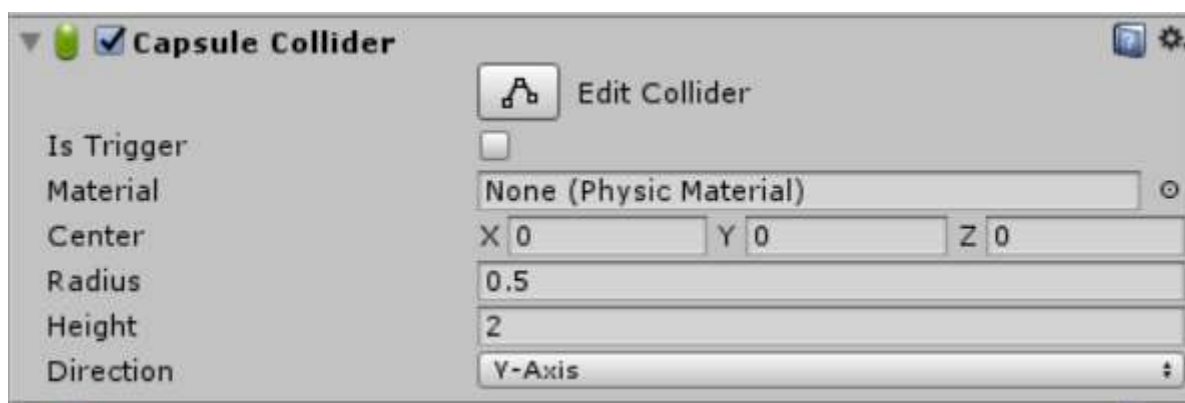 Capsule Collider
Edit Collider
Is Trigger
Material None (Physic Material)
Center X 0 Y 0 Z 0
Radius 0.5
Height 2
Direction Y-Axis